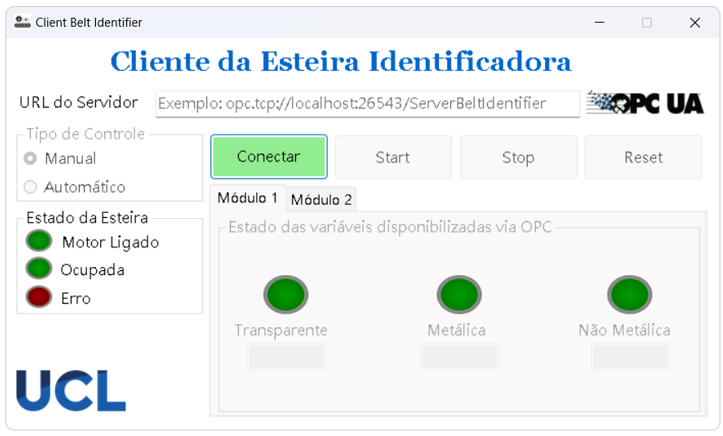 Client Belt Identifier
Cliente da Esteira Identificadora
URL do Servidor
Exemplo: opc.tcp://localhost:26543/ServerBeltIdentifier
OPC UA
Tipo de Controle
Manual
Automático
Conectar
Start
Stop
Reset
Estado da Esteira
Motor Ligado
Ocupada
Erro
Módulo 1
Módulo 2
Estado das variáveis disponibilizadas via OPC
Transparente
Metálica
Não Metálica
UCL